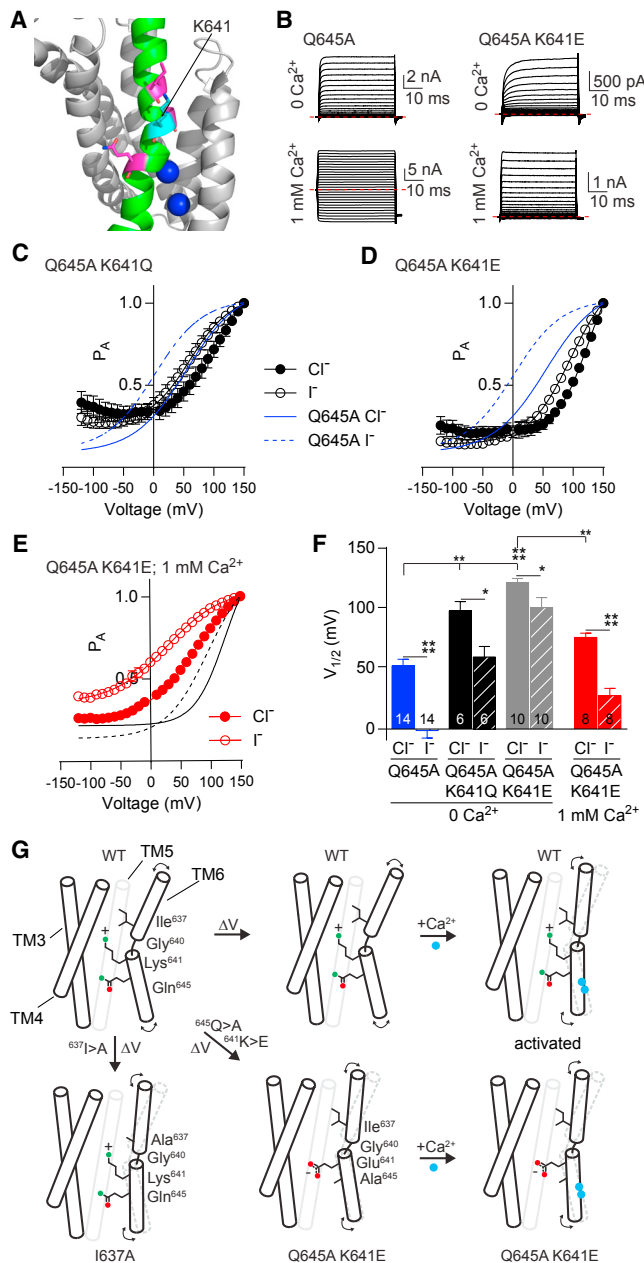 A
K641
B
Q645A
Q645A K641E
0 Ca2+
2 nA
10 ms
0 Ca2+
500 pA
10 ms
1 mM Ca2+
5 nA
10 ms
1 mM Ca2+
1 nA
10 ms
C
Q645A K641Q
PA
1.0
0.5
-150-100 -50 0 50 100 150
Voltage (mV)
Cl-
I-
Q645A Cl-
Q645A I-
D
Q645A K641E
PA
1.0
0.5
-150-100 -50 0 50 100 150
Voltage (mV)
E
Q645A K641E; 1 mM Ca2+
PA
1.0
0.5
-150-100 -50 0 50 100 150
Voltage (mV)
Cl-
I-
F
V1/2 (mV)
150
100
50
0
**
**
**
**
*
**
*
**
**
14 14 6 6 10 10 8 8
Cl- I- Cl- I- Cl- I- Cl- I-
Q645A Q645A K641Q Q645A K641E Q645A K641E
0 Ca2+ 1 mM Ca2+
G
WT
TM5
TM6
TM3
TM4
+
Ile637
Gly640
Lys641
Gln645
ΔV
WT
+
+Ca2+
WT
+
activated
637I>A
ΔV
645Q>A
641K>E
ΔV
+
Ala637
Gly640
Lys641
Gln645
I637A
-
Ile637
Gly640
Glu641
Ala645
Q645A K641E
+Ca2+
-
Q645A K641E